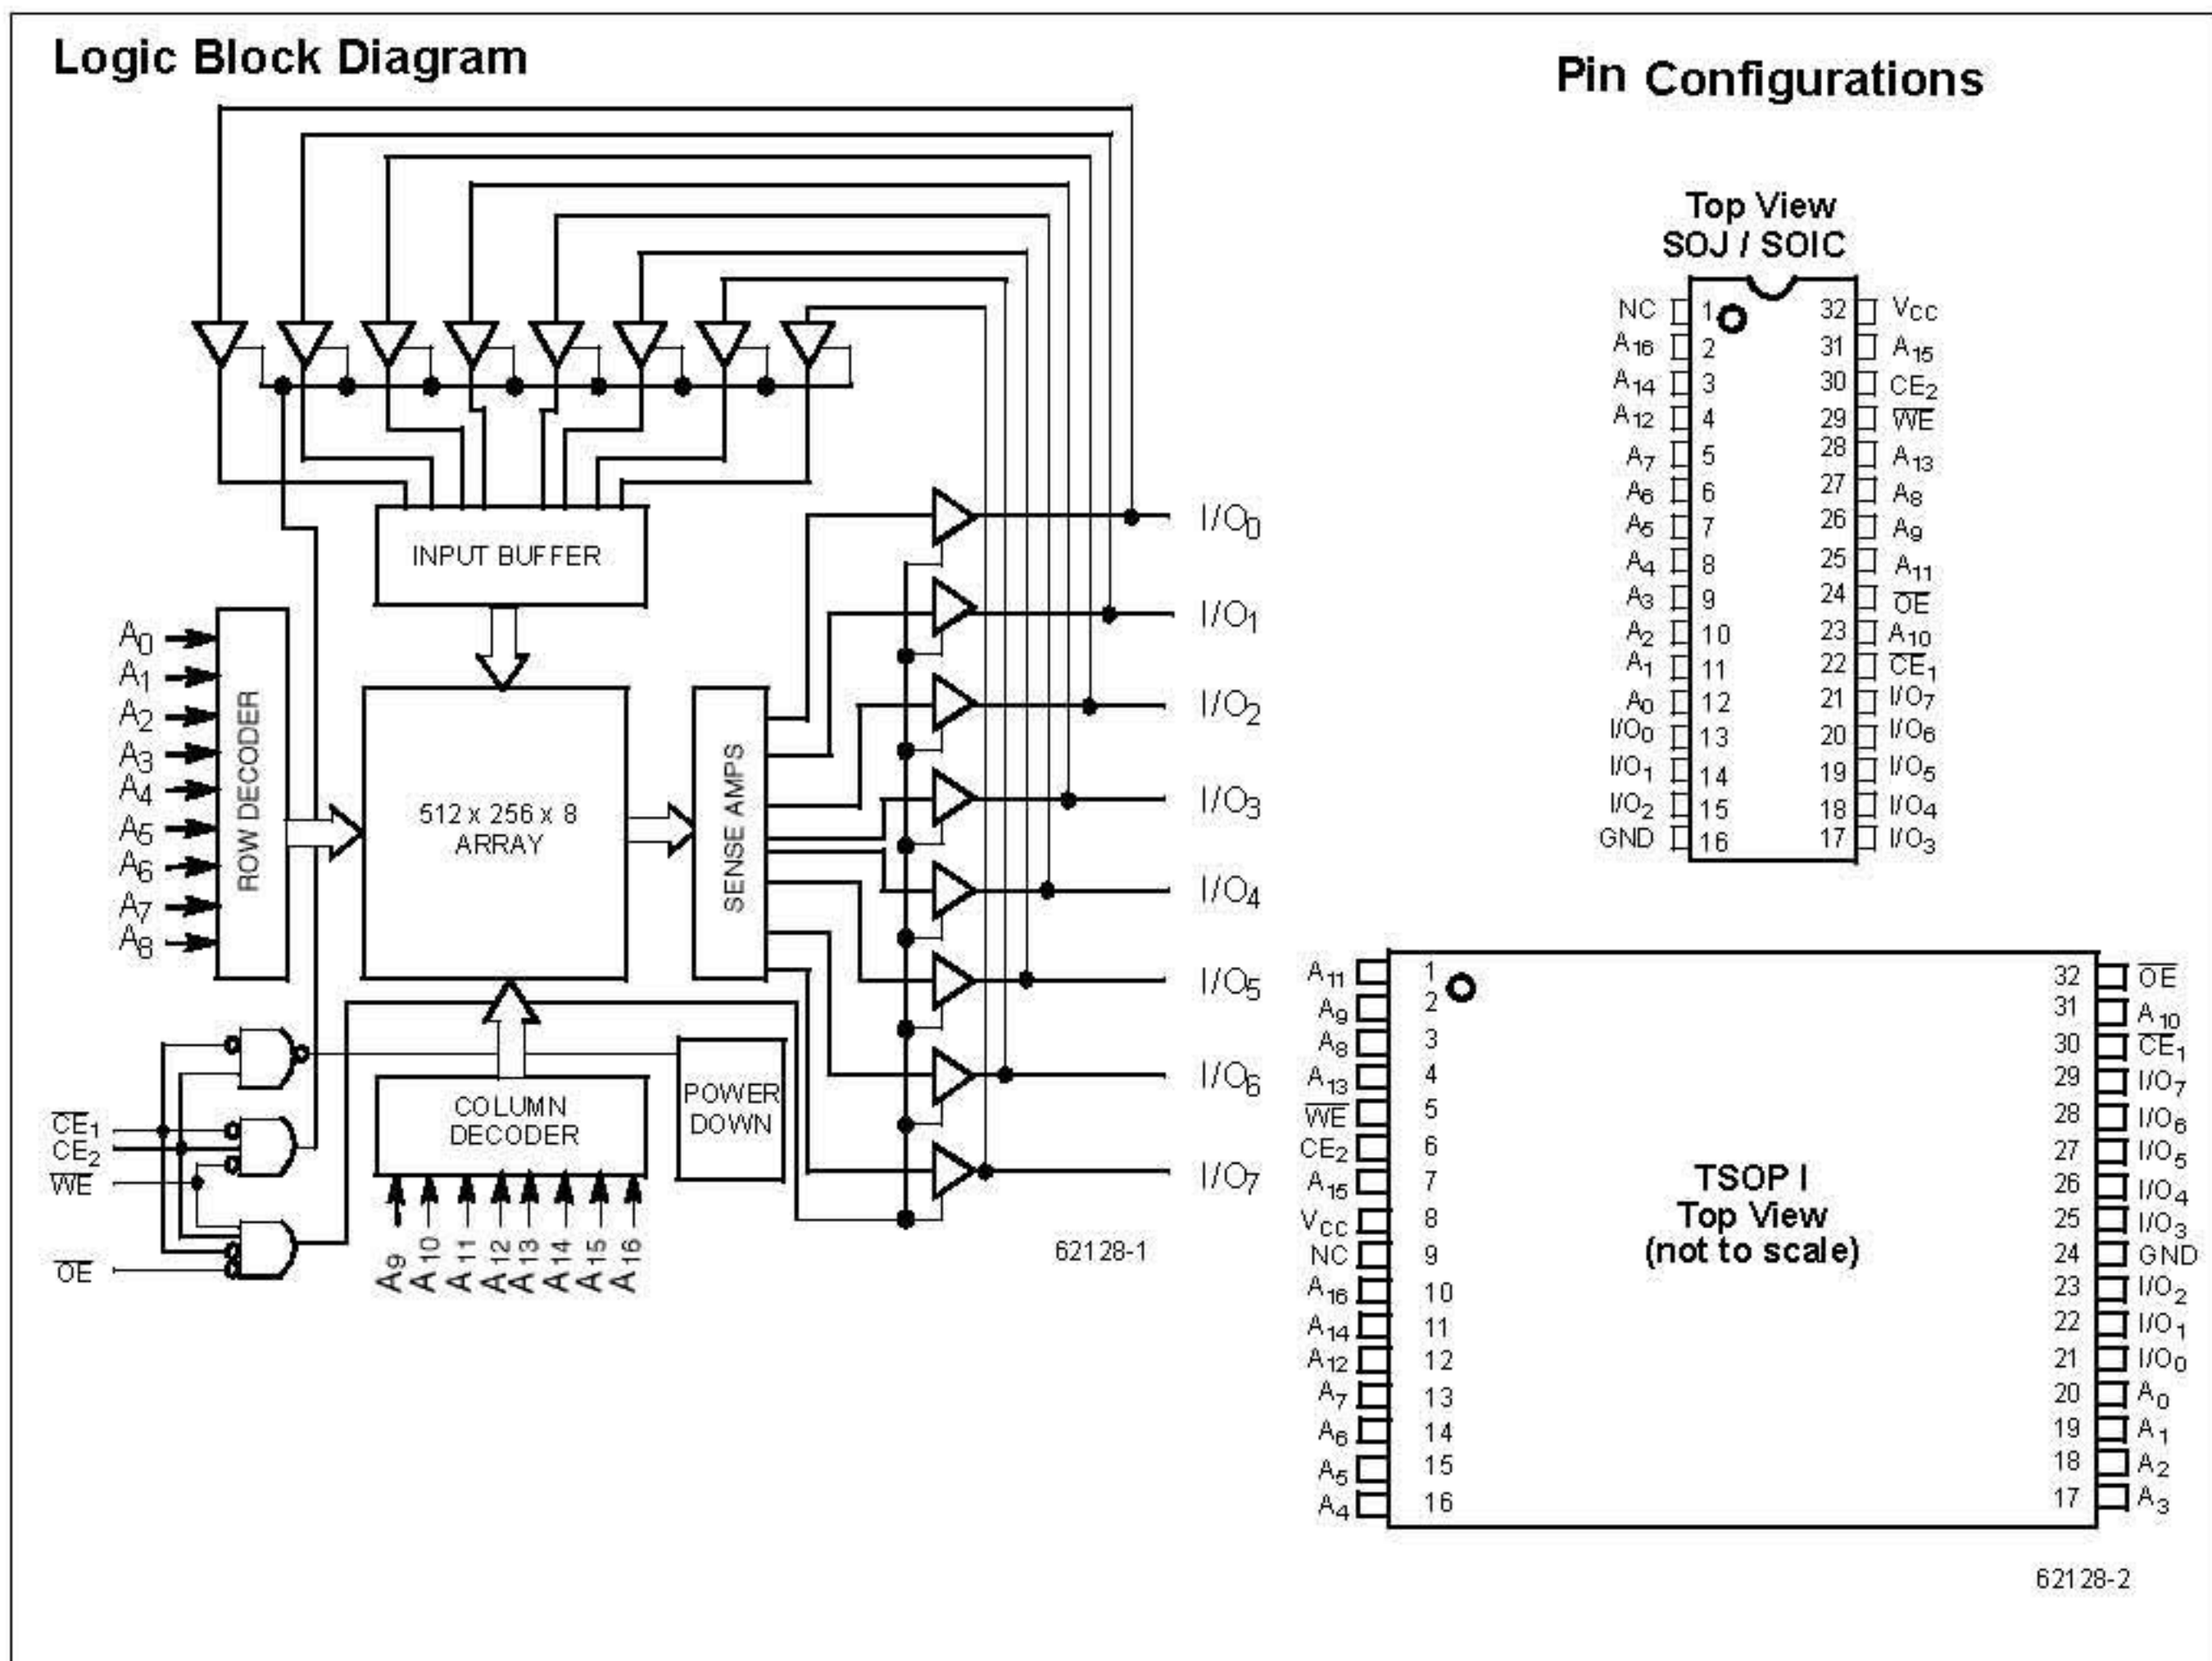 Logic Block Diagram
INPUT BUFFER
A0
A1
A2
A3
A4
A5
A6
A7
A8
ROW DECODER
512 x 256 x 8
ARRAY
SENSE AMPS
I/O0
I/O1
I/O2
I/O3
I/O4
I/O5
I/O6
I/O7
C̅E̅1
CE2
W̅E̅
O̅E̅
COLUMN
DECODER
POWER
DOWN
A9
A10
A11
A12
A13
A14
A15
A16
62128-1
Pin Configurations
Top View
SOJ / SOIC
NC 1 32 VCC
A16 2 31 A15
A14 3 30 CE2
A12 4 29 W̅E̅
A7 5 28 A13
A6 6 27 A8
A5 7 26 A9
A4 8 25 A11
A3 9 24 O̅E̅
A2 10 23 A10
A1 11 22 C̅E̅1
A0 12 21 I/O7
I/O0 13 20 I/O6
I/O1 14 19 I/O5
I/O2 15 18 I/O4
GND 16 17 I/O3
A11 1 32 O̅E̅
A9 2 31 A10
A8 3 30 C̅E̅1
A13 4 29 I/O7
W̅E̅ 5 28 I/O6
CE2 6 27 I/O5
A15 7 26 I/O4
VCC 8 25 I/O3
NC 9 24 GND
A16 10 23 I/O2
A14 11 22 I/O1
A12 12 21 I/O0
A7 13 20 A0
A6 14 19 A1
A5 15 18 A2
A4 16 17 A3
TSOP I
Top View
(not to scale)
62128-2